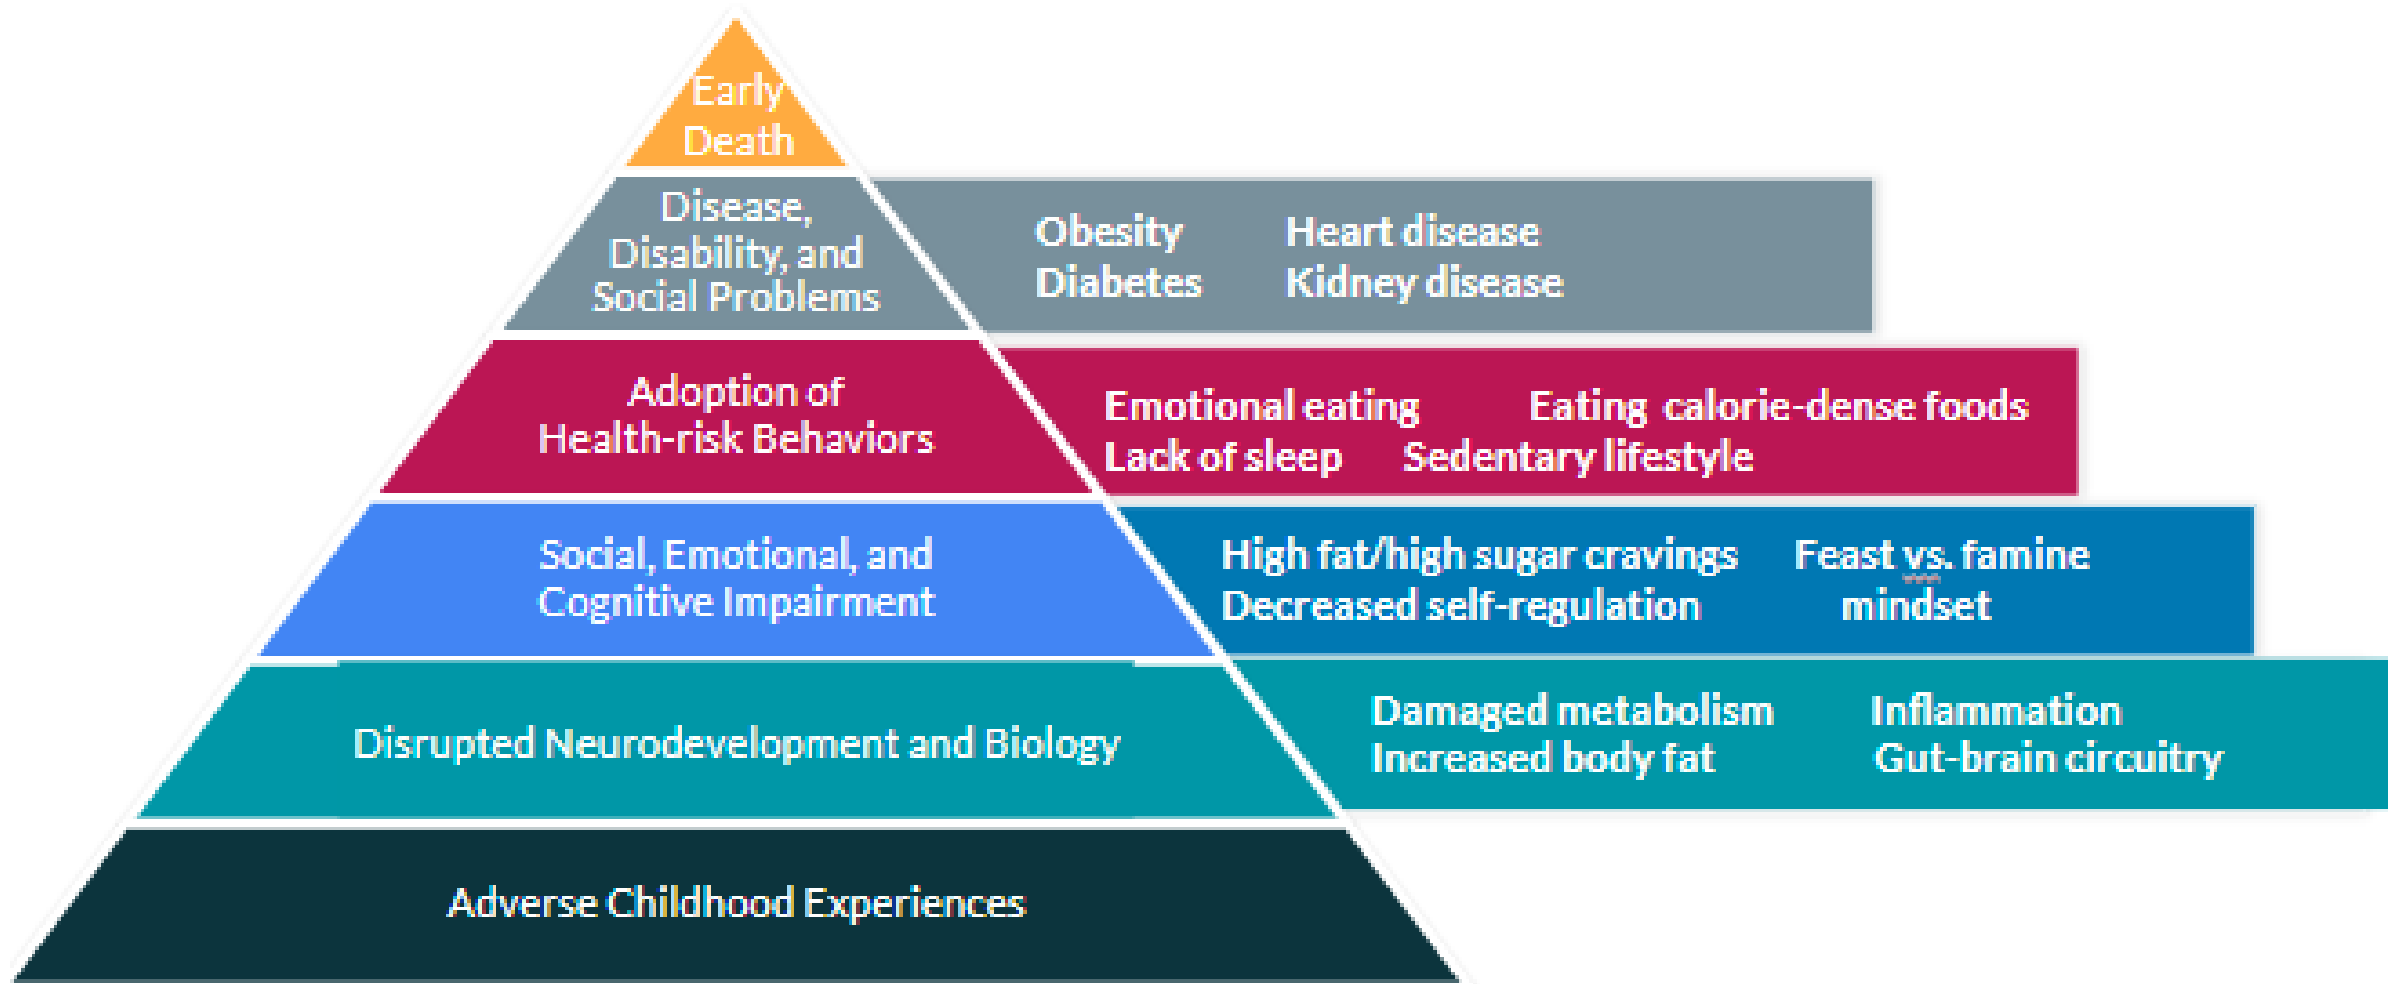 Early
Death
Disease,
Disability, and
Social Problems
Obesity Heart disease
Diabetes Kidney disease
Adoption of
Health-risk Behaviors
Emotional eating Eating calorie-dense foods
Lack of sleep Sedentary lifestyle
Social, Emotional, and
Cognitive Impairment
High fat/high sugar cravings Feast vs. famine
Decreased self-regulation mindset
Disrupted Neurodevelopment and Biology
Damaged metabolism Inflammation
Increased body fat Gut-brain circuitry
Adverse Childhood Experiences